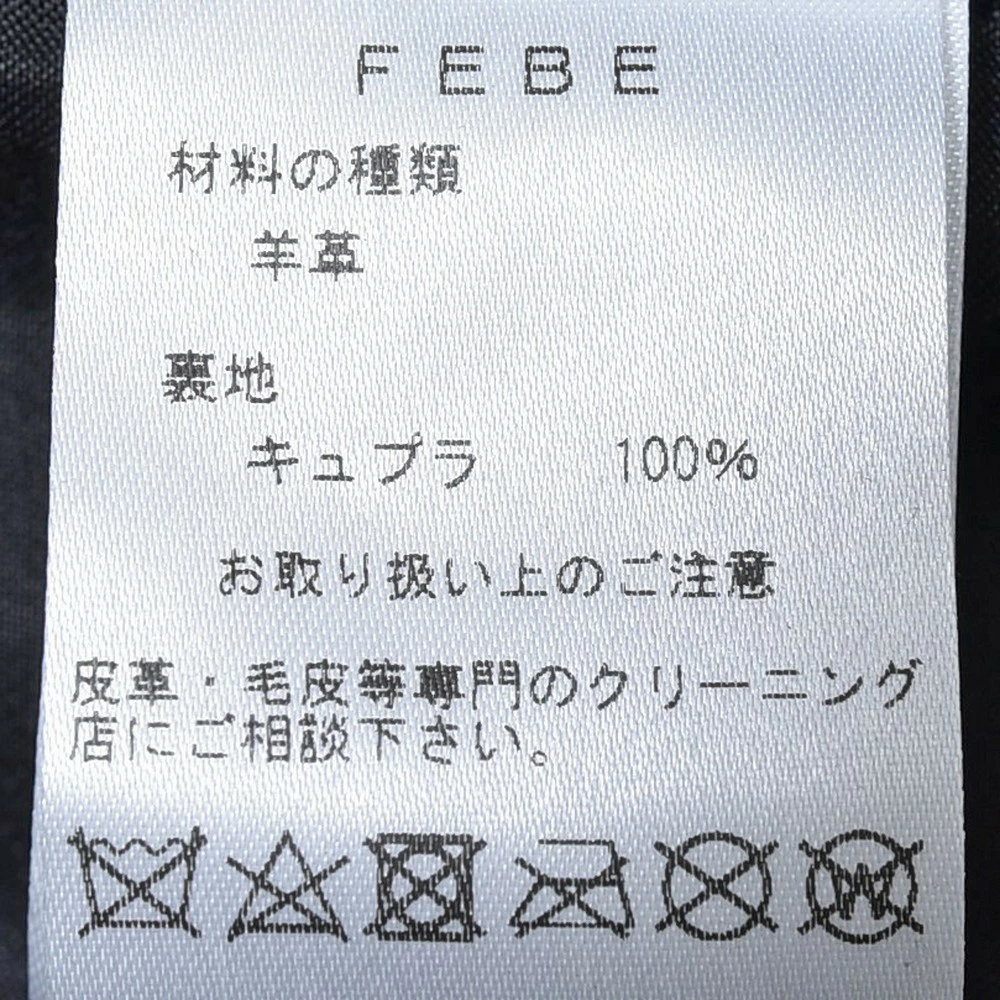 FEBE
材料の種類
羊革
裏地
キュプラ 100%
お取り扱い上のご注意
皮革・毛皮等専門のクリーニング
店にご相談下さい。
W